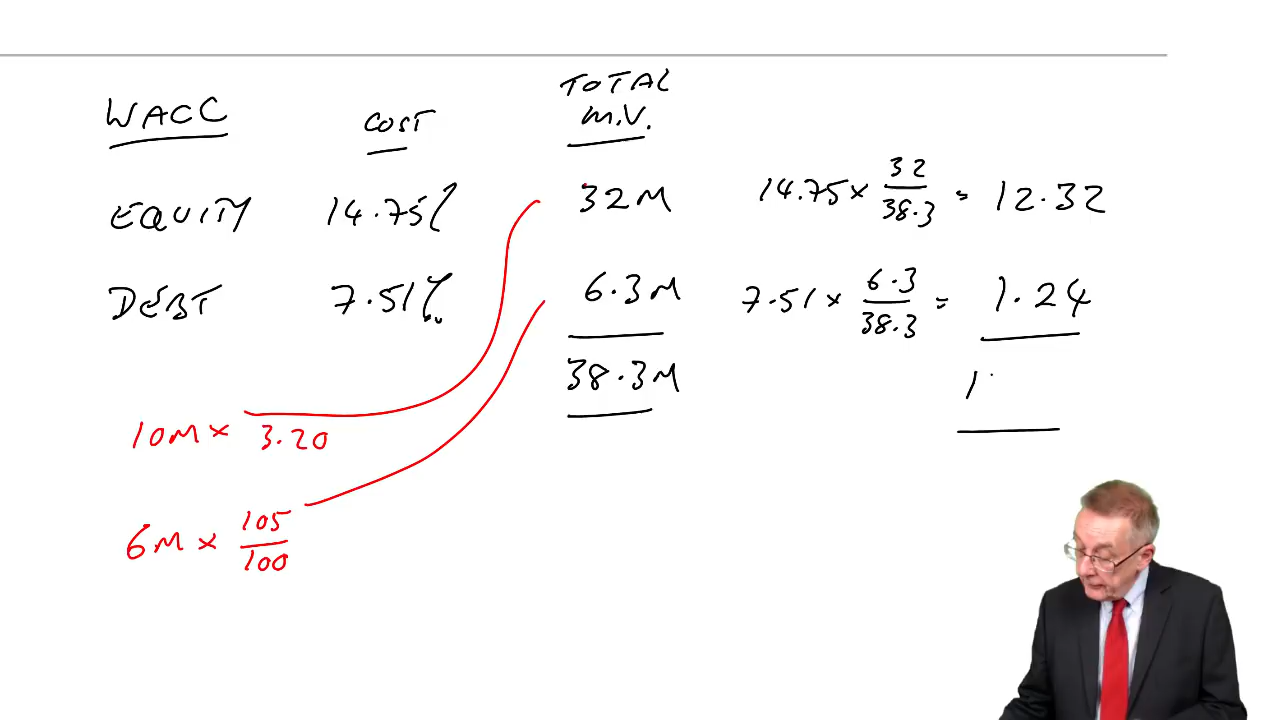 WACC COST TOTAL M.V.
EQUITY 14.75% 32M 14.75 × 32/38.3 = 12.32
DEBT 7.51% 6.3M 7.51 × 6.3/38.3 = 1.24
38.3M 1.
10M × 3.20
6M × 105/100